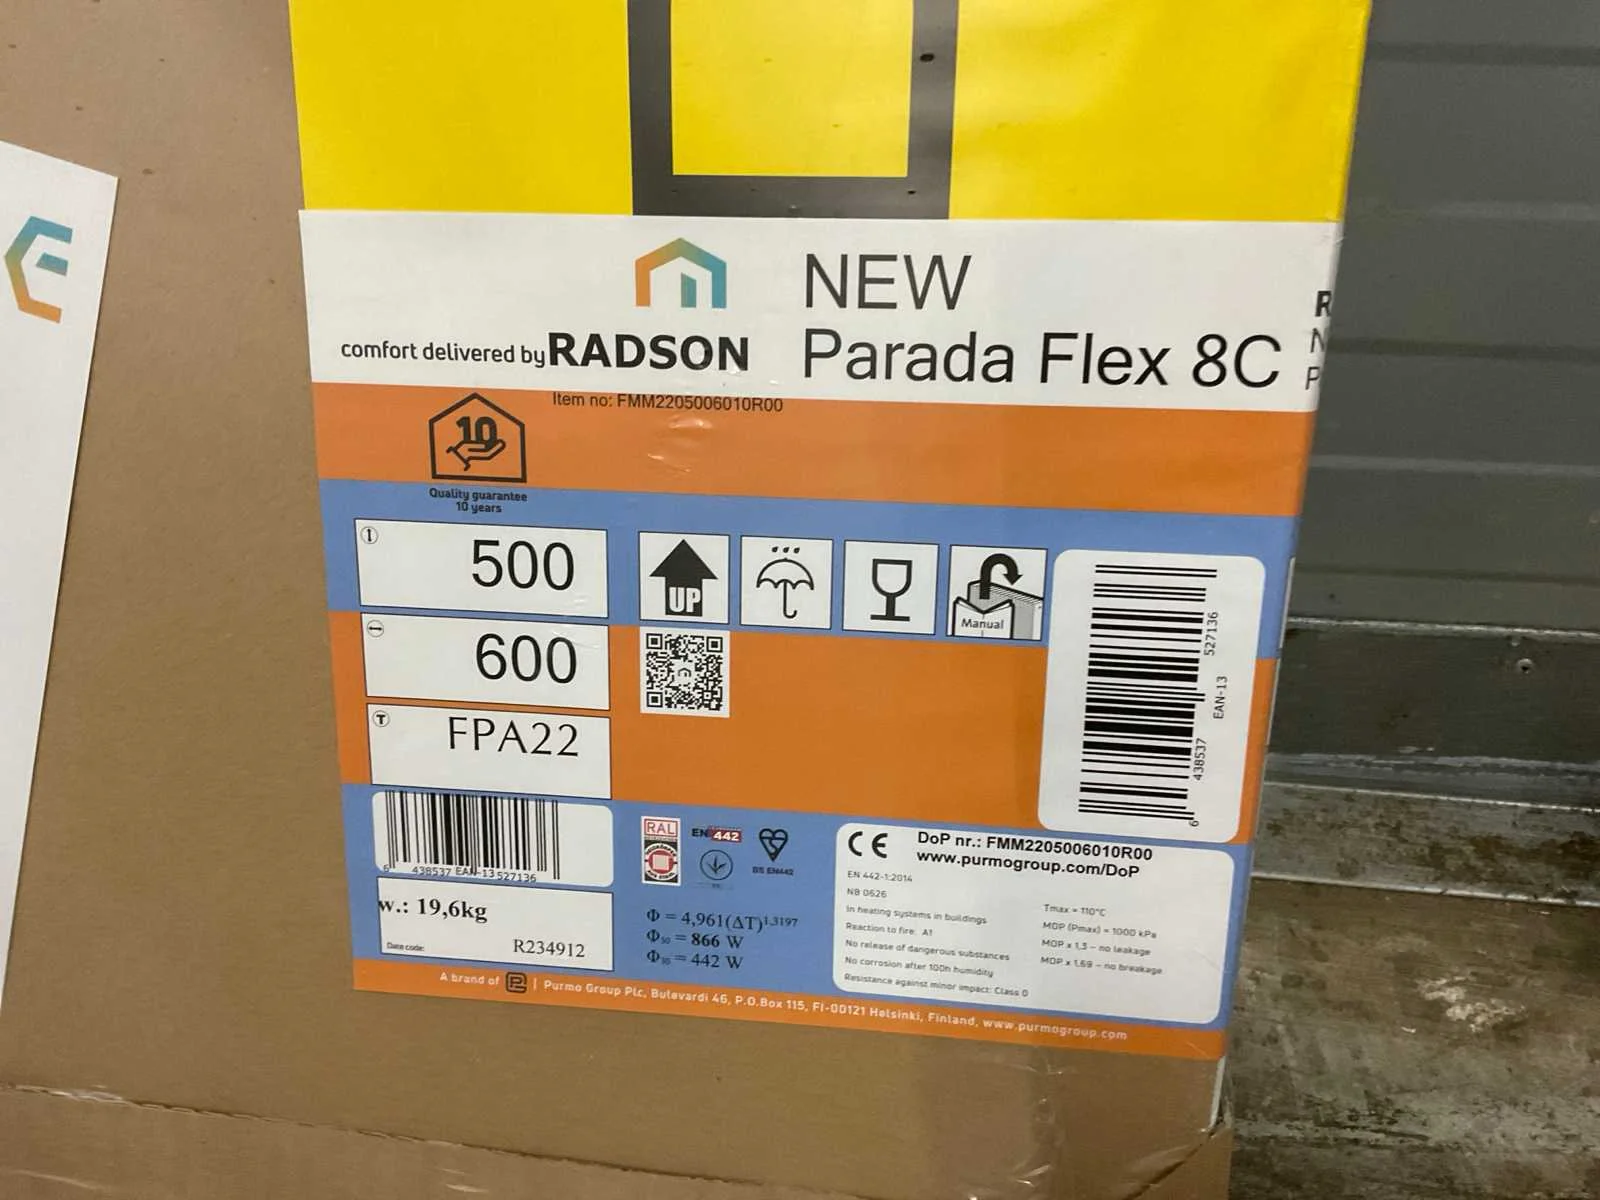 NEW
comfort delivered by RADSON Parada Flex 8C
R
N
P
Item no: FMM2205006010R00
10
Quality guarantee
10 years
500
UP
Manual
600
T FPA22
6 438537 527136
EAN-13
6 438537 EAN-13 527136
w.: 19,6kg
Date code: R234912
RAL
EN 442
BS EN442
Φ = 4,961(ΔT)1,3197
Φ50 = 866 W
Φ30 = 442 W
CE DoP nr.: FMM2205006010R00
www.purmogroup.com/DoP
EN 442-1:2014
NB 0626
In heating systems in buildings
Reaction to fire: A1
No release of dangerous substances
No corrosion after 100h humidity
Resistance against minor impact: Class 0
Tmax = 110°C
MOP (Pmax) = 1000 kPa
MOP x 1,3 – no leakage
MOP x 1,69 – no breakage
A brand of | Purmo Group Plc, Bulevardi 46, P.O.Box 115, FI-00121 Helsinki, Finland, www.purmogroup.com